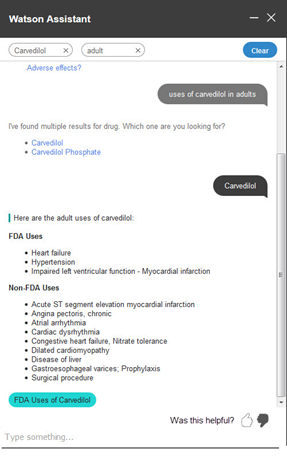 Watson Assistant
Carvedilol × adult × Clear
Adverse effects?
uses of carvedilol in adults
I've found multiple results for drug. Which one are you looking for?
• Carvedilol
• Carvedilol Phosphate
Carvedilol
Here are the adult uses of carvedilol:
FDA Uses
• Heart failure
• Hypertension
• Impaired left ventricular function - Myocardial infarction
Non-FDA Uses
• Acute ST segment elevation myocardial infarction
• Angina pectoris, chronic
• Atrial arrhythmia
• Cardiac dysrhythmia
• Congestive heart failure, Nitrate tolerance
• Dilated cardiomyopathy
• Disease of liver
• Gastroesophageal varices; Prophylaxis
• Surgical procedure
FDA Uses of Carvedilol
Was this helpful?
Type something...